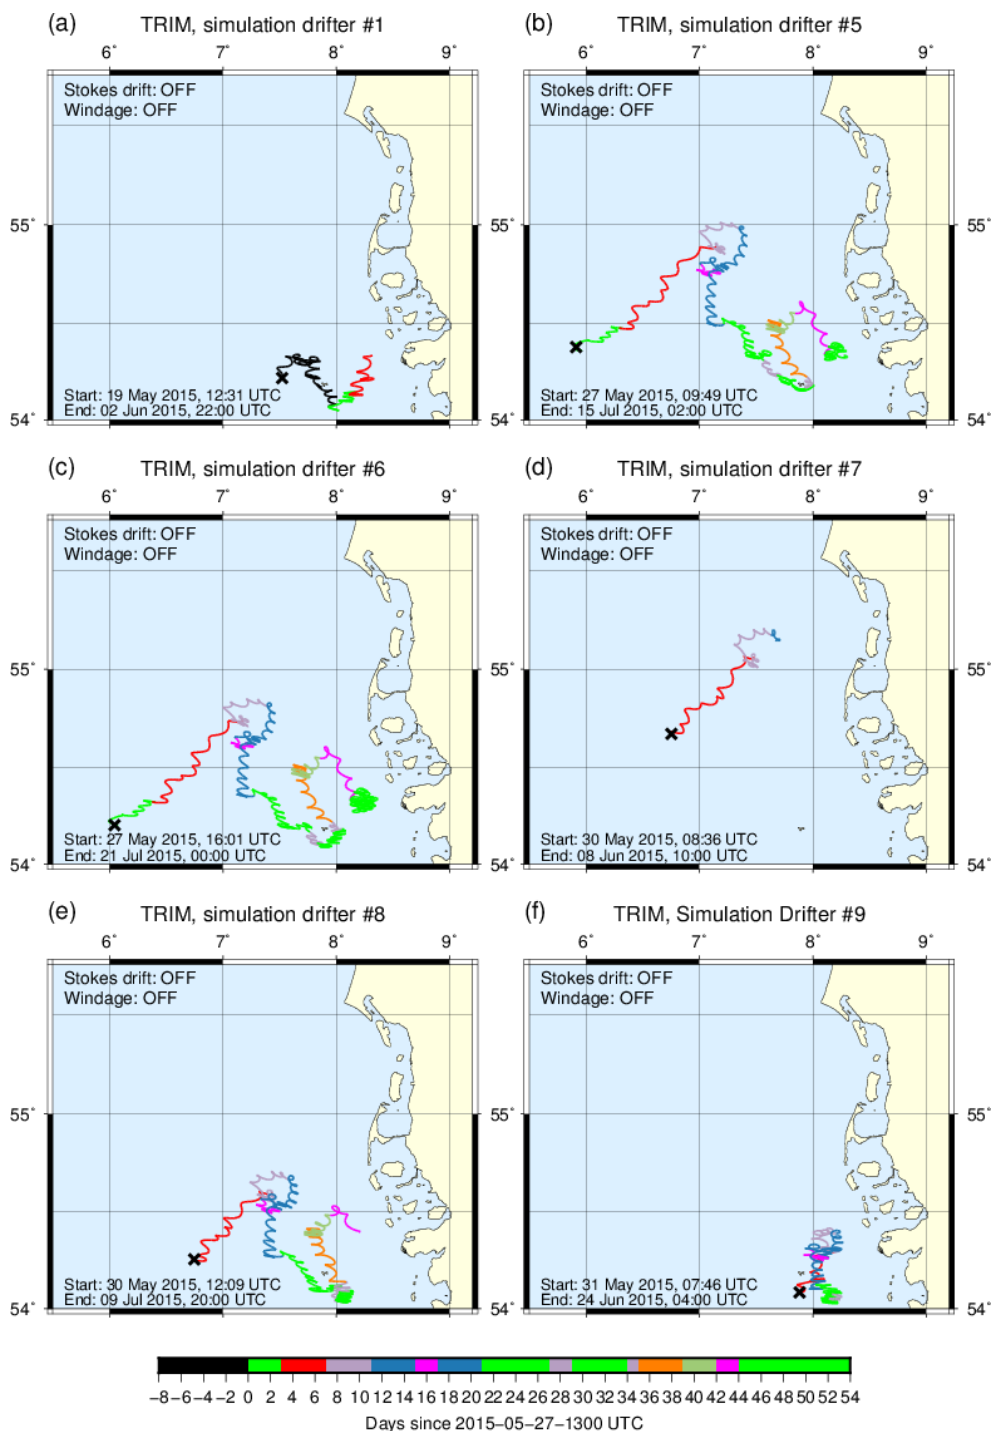 (a) TRIM, simulation drifter #1
6° 7° 8° 9°
Stokes drift: OFF
Windage: OFF
55°
Start: 19 May 2015, 12:31 UTC
End: 02 Jun 2015, 22:00 UTC
54°
(b) TRIM, simulation drifter #5
6° 7° 8° 9°
Stokes drift: OFF
Windage: OFF
55°
Start: 27 May 2015, 09:49 UTC
End: 15 Jul 2015, 02:00 UTC
54°
(c) TRIM, simulation drifter #6
6° 7° 8° 9°
Stokes drift: OFF
Windage: OFF
55°
Start: 27 May 2015, 16:01 UTC
End: 21 Jul 2015, 00:00 UTC
54°
(d) TRIM, simulation drifter #7
6° 7° 8° 9°
Stokes drift: OFF
Windage: OFF
55°
Start: 30 May 2015, 08:36 UTC
End: 08 Jun 2015, 10:00 UTC
54°
(e) TRIM, simulation drifter #8
6° 7° 8° 9°
Stokes drift: OFF
Windage: OFF
55°
Start: 30 May 2015, 12:09 UTC
End: 09 Jul 2015, 20:00 UTC
54°
(f) TRIM, Simulation Drifter #9
6° 7° 8° 9°
Stokes drift: OFF
Windage: OFF
55°
Start: 31 May 2015, 07:46 UTC
End: 24 Jun 2015, 04:00 UTC
54°
−8 −6 −4 −2 0 2 4 6 8 10 12 14 16 18 20 22 24 26 28 30 32 34 36 38 40 42 44 46 48 50 52 54
Days since 2015−05−27−1300 UTC